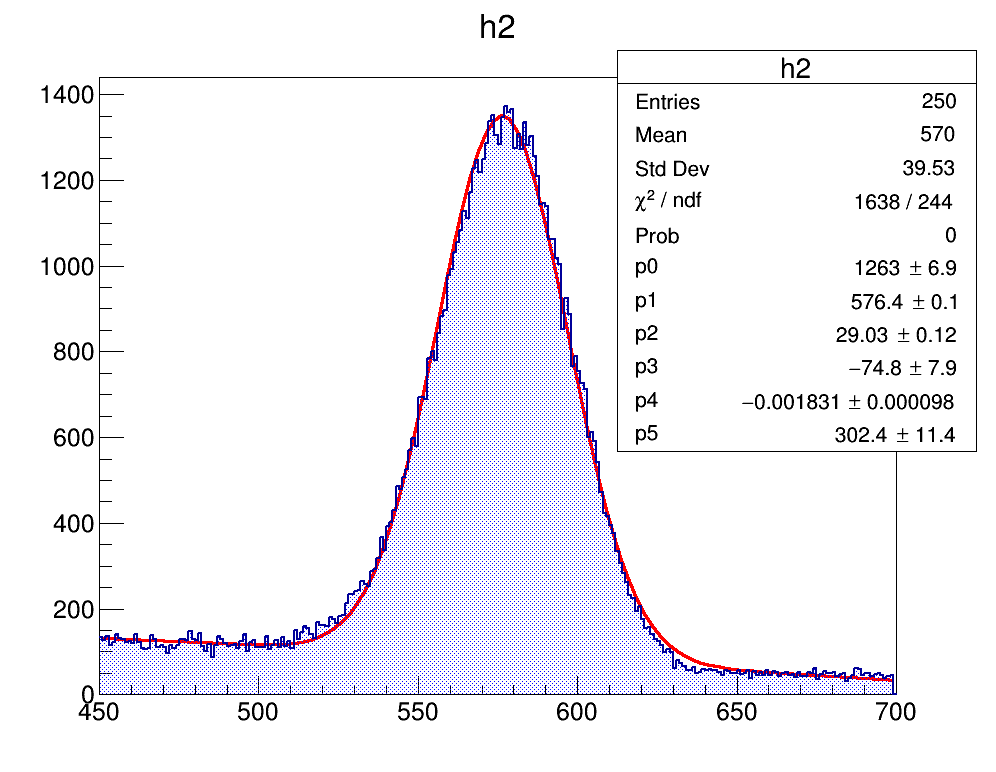 h2
h2
Entries 250
Mean 570
Std Dev 39.53
χ² / ndf 1638 / 244
Prob 0
p0 1263 ± 6.9
p1 576.4 ± 0.1
p2 29.03 ± 0.12
p3 −74.8 ± 7.9
p4 −0.001831 ± 0.000098
p5 302.4 ± 11.4
1400
1200
1000
800
600
400
200
0
450 500 550 600 650 700